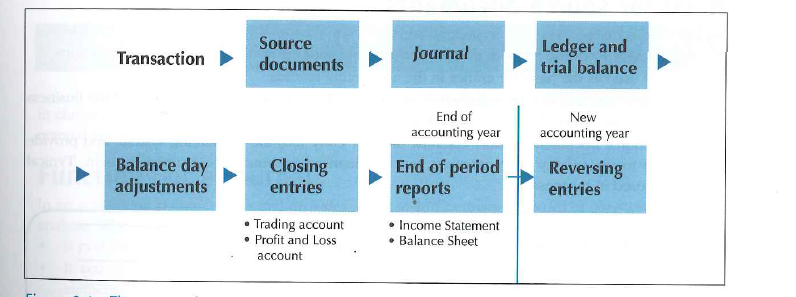 Transaction
Source
documents
Journal
Ledger and
trial balance
End of
accounting year
New
accounting year
Balance day
adjustments
Closing
entries
End of period
reports
Reversing
entries
• Trading account
• Profit and Loss
account
• Income Statement
• Balance Sheet